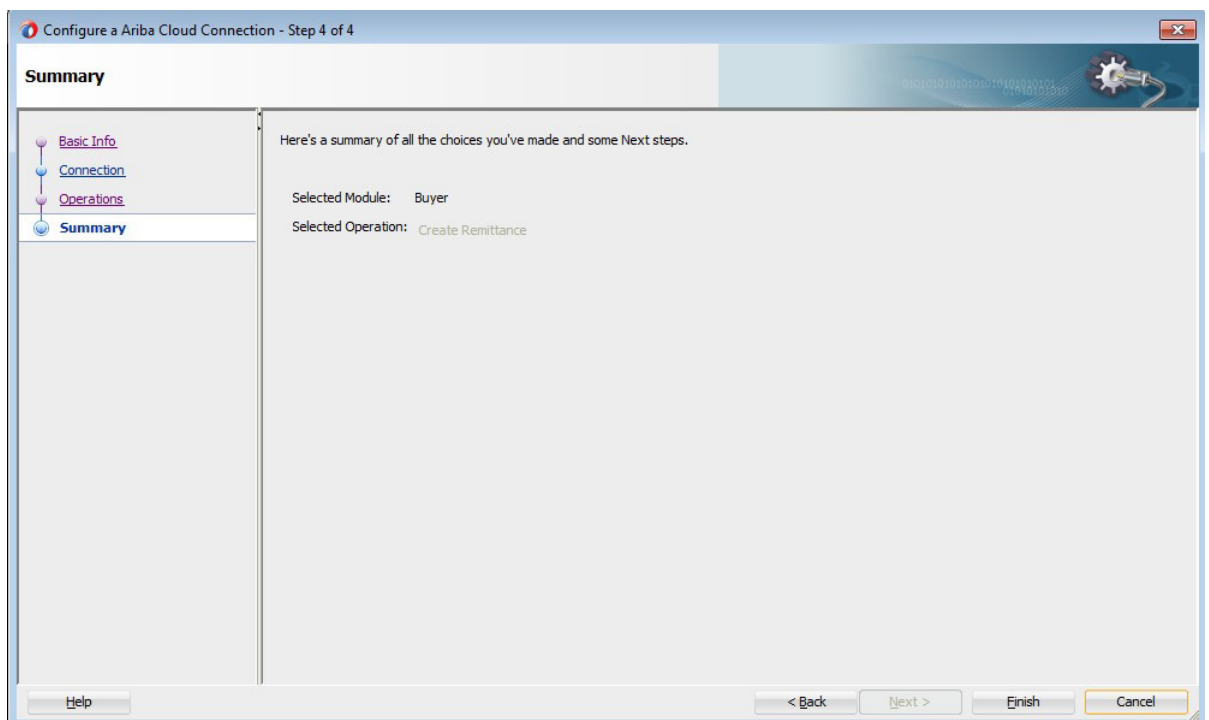 Configure a Ariba Cloud Connection - Step 4 of 4
Summary
Basic Info
Connection
Operations
Summary
Here's a summary of all the choices you've made and some Next steps.
Selected Module: Buyer
Selected Operation: Create Remittance
Help
< Back
Next >
Finish
Cancel